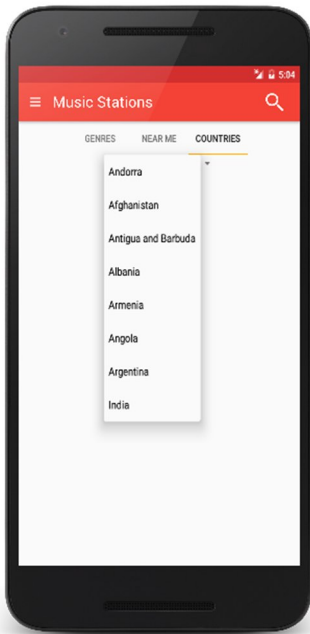 5:04
Music Stations
GENRES NEAR ME COUNTRIES
Andorra
Afghanistan
Antigua and Barbuda
Albania
Armenia
Angola
Argentina
India